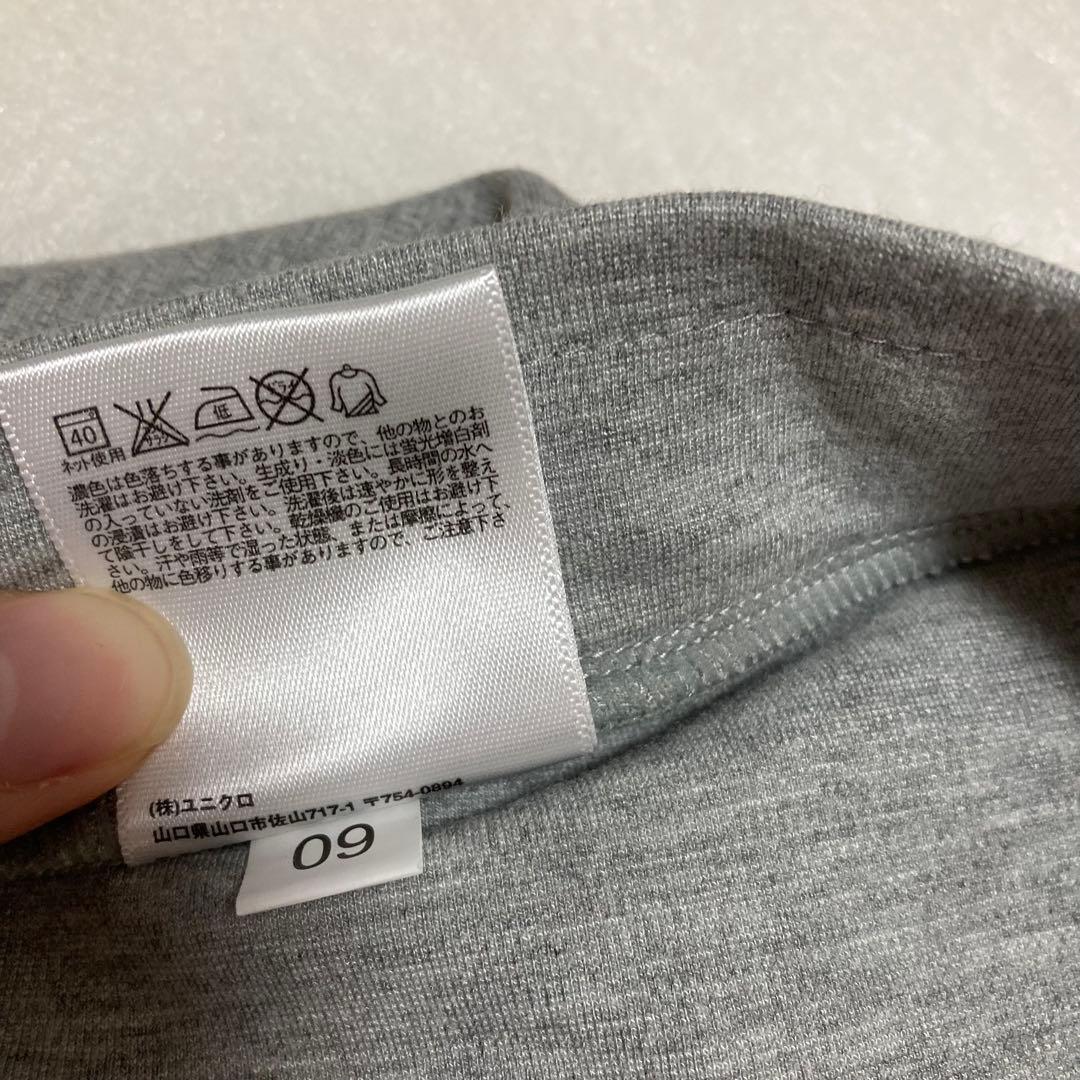 40
ネット使用
エンソ
サラシ
低
ドライ
濃色は色落ちする事がありますので、他の物とのお
洗濯はお避け下さい。生成り・淡色には蛍光増白剤
の入っていない洗剤をご使用下さい。長時間の水へ
の浸漬はお避け下さい。洗濯後は速やかに形を整え
て陰干しをして下さい。乾燥機のご使用はお避け下
さい。汗や雨等で湿った状態、または摩擦によって、
他の物に色移りする事がありますので、ご注意下さ
(株)ユニクロ
山口県山口市佐山717-1 〒754-0894
09